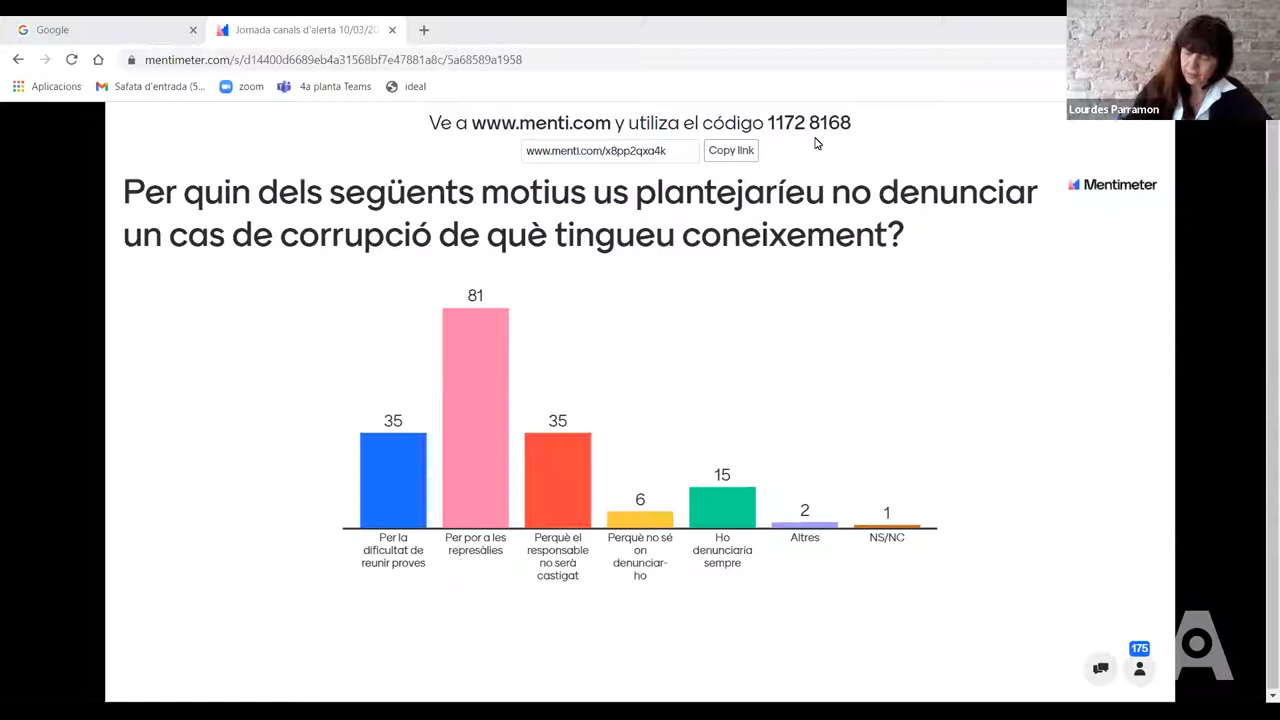 Google
Jornada canals d'alerta 10/03/20
mentimeter.com/s/d14400d6689eb4a31568bf7e47881a8c/5a68589a1958
Aplicacions
Safata d'entrada (5...
zoom
4a planta Teams
ideal
Lourdes Parramon
Ve a www.menti.com y utiliza el código 1172 8168
www.menti.com/x8pp2qxa4k
Copy link
Mentimeter
Per quin dels següents motius us plantejaríeu no denunciar
un cas de corrupció de què tingueu coneixement?
81
35
35
6
15
2
1
Per la
dificultat de
reunir proves
Per por a les
represàlies
Perquè el
responsable
no serà
castigat
Perquè no sé
on
denunciar-
ho
Ho
denunciaria
sempre
Altres
NS/NC
175